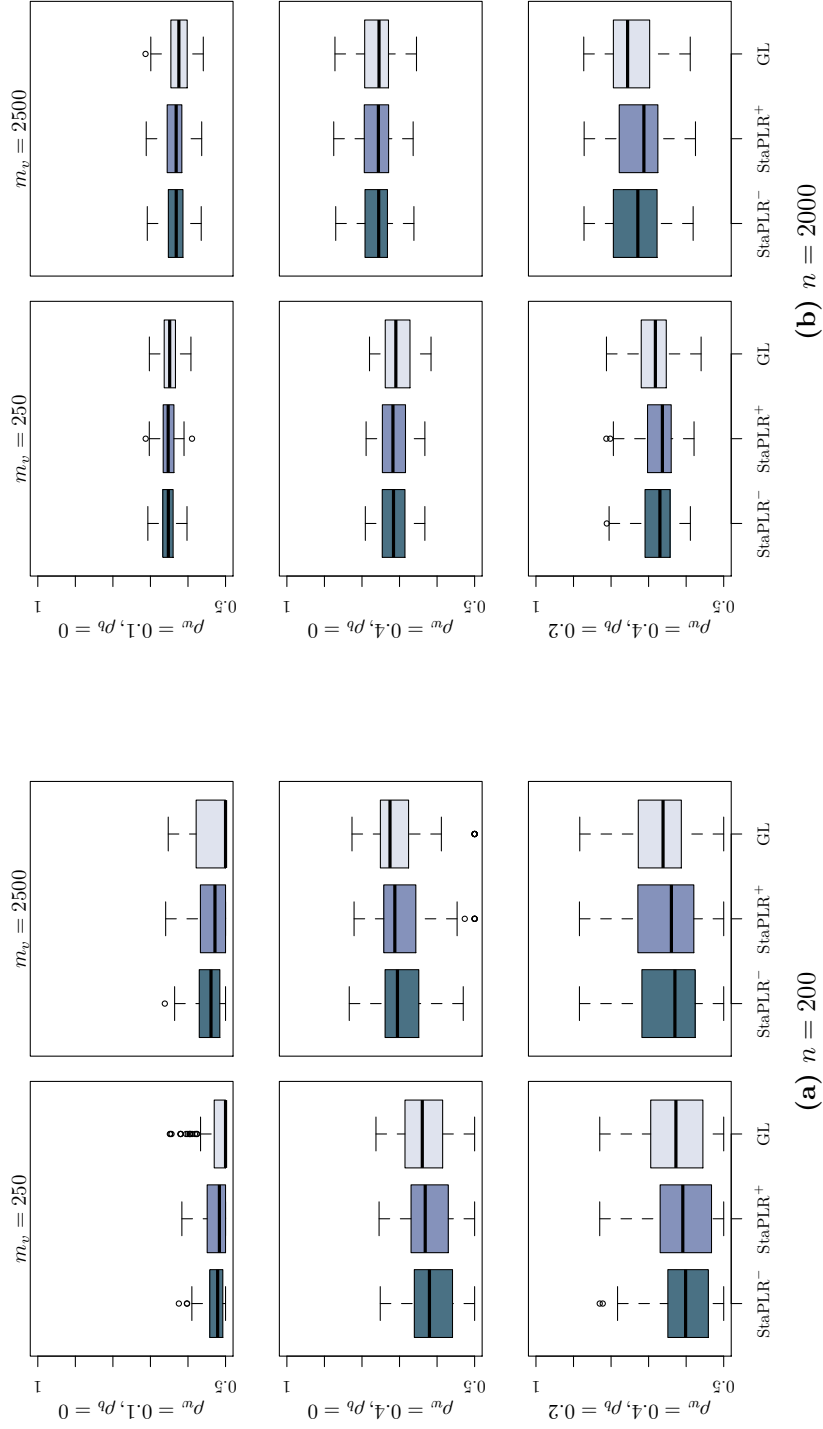 m_v = 250
m_v = 2500
1
0.5
ρ_w = 0.1, ρ_b = 0
1
0.5
ρ_w = 0.4, ρ_b = 0
1
0.5
ρ_w = 0.4, ρ_b = 0.2
StaPLR⁻ StaPLR⁺ GL
StaPLR⁻ StaPLR⁺ GL
(a) n = 200
m_v = 250
m_v = 2500
1
0.5
ρ_w = 0.1, ρ_b = 0
1
0.5
ρ_w = 0.4, ρ_b = 0
1
0.5
ρ_w = 0.4, ρ_b = 0.2
StaPLR⁻ StaPLR⁺ GL
StaPLR⁻ StaPLR⁺ GL
(b) n = 2000